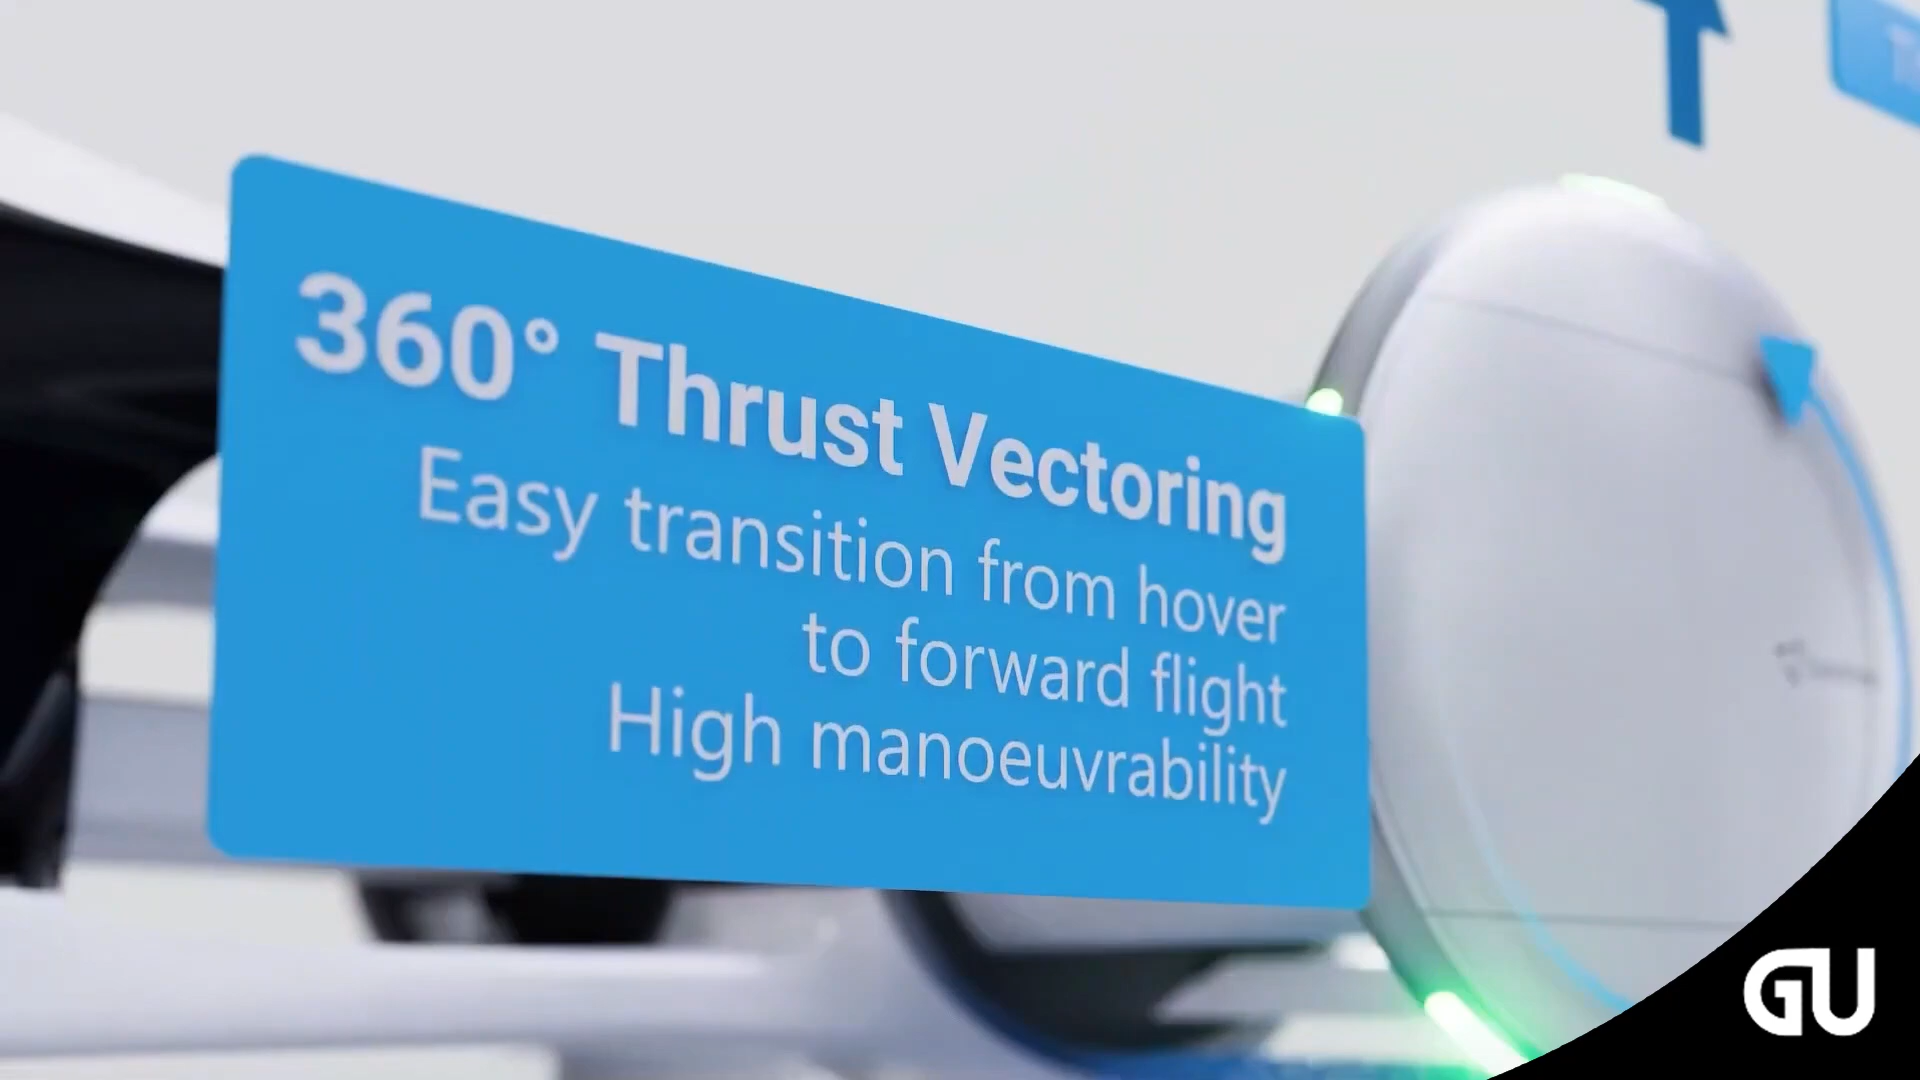 360° Thrust Vectoring
Easy transition from hover
to forward flight
High manoeuvrability
GU